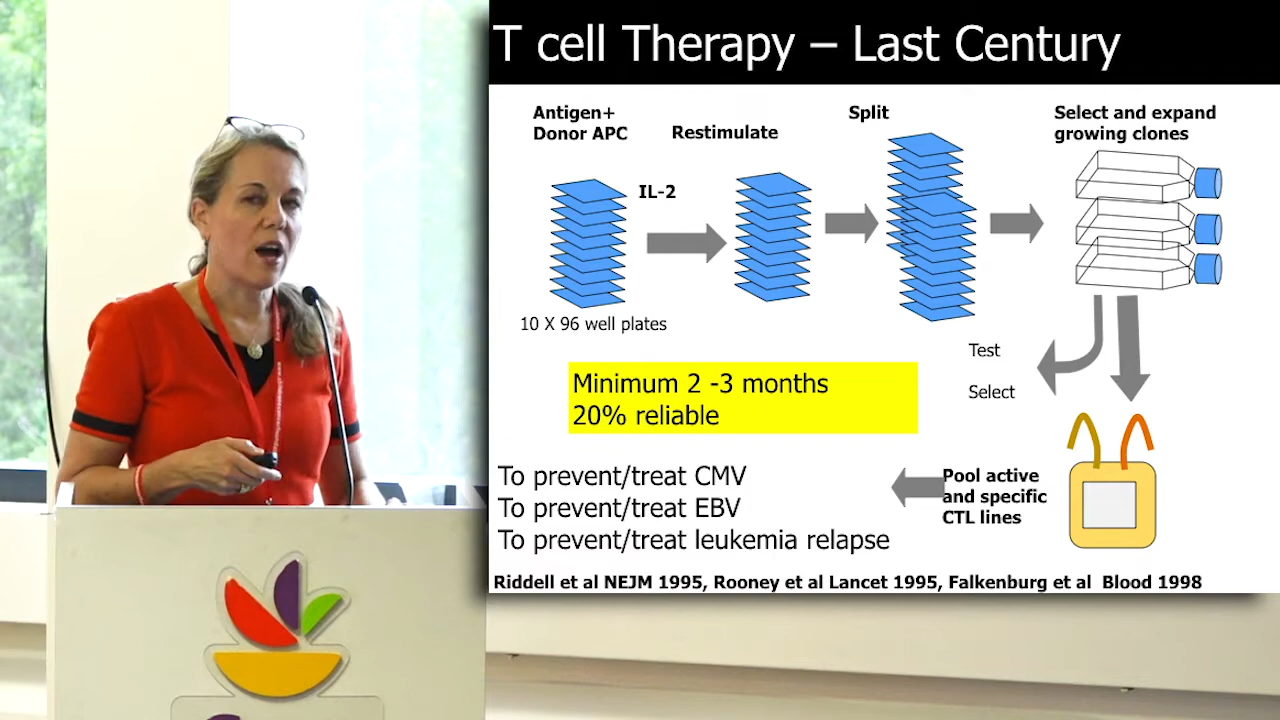 T cell Therapy – Last Century
Antigen+
Donor APC
Restimulate
Split
Select and expand
growing clones
IL-2
10 X 96 well plates
Test
Select
Minimum 2 -3 months
20% reliable
To prevent/treat CMV
To prevent/treat EBV
To prevent/treat leukemia relapse
Pool active
and specific
CTL lines
Riddell et al NEJM 1995, Rooney et al Lancet 1995, Falkenburg et al Blood 1998